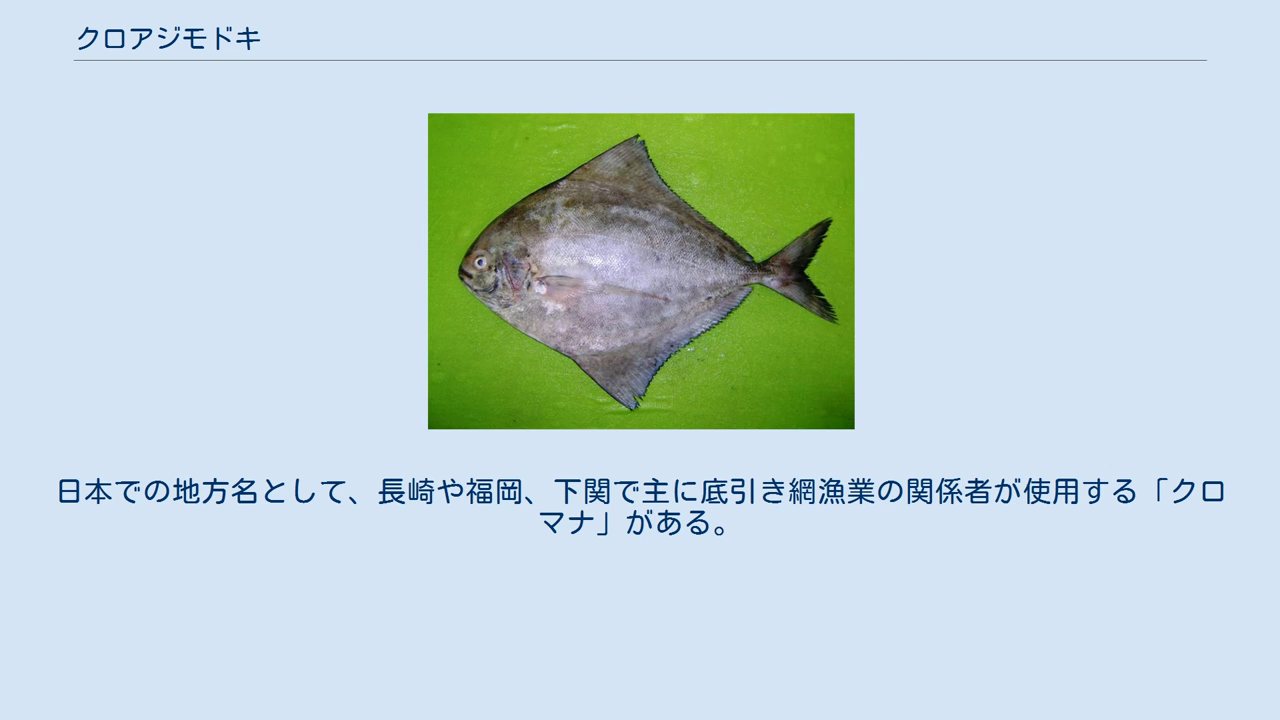 クロアジモドキ
日本での地方名として、長崎や福岡、下関で主に底引き網漁業の関係者が使用する「クロ
マナ」がある。